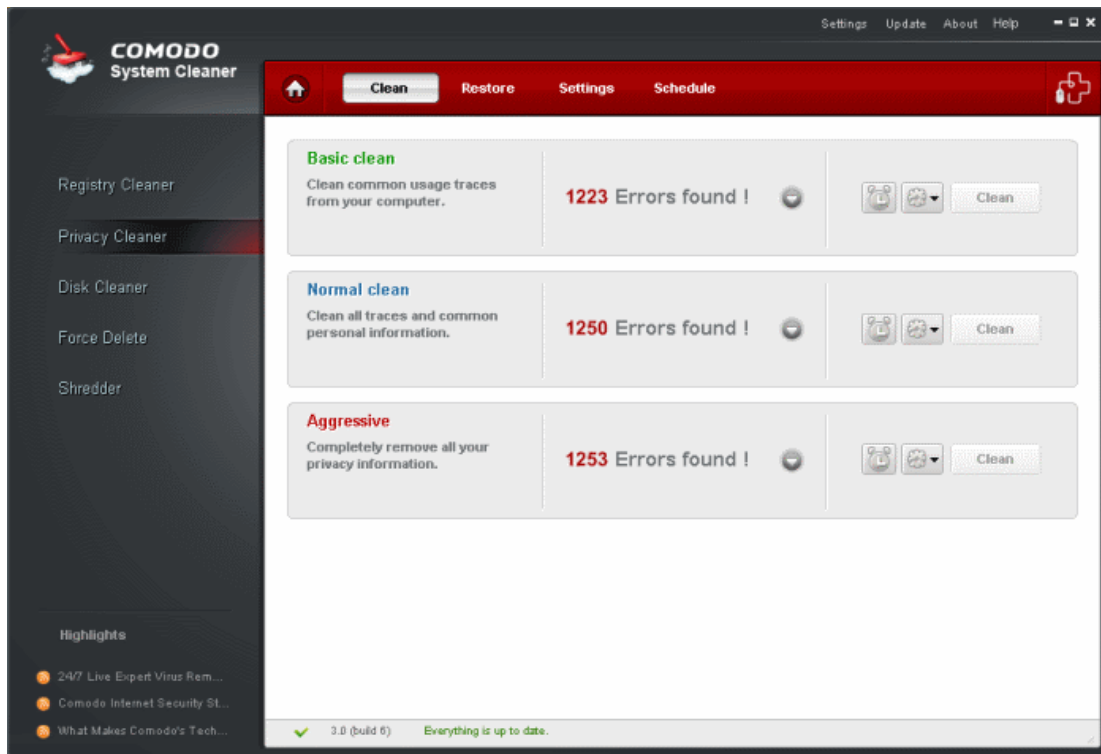 Settings Update About Help
COMODO
System Cleaner
Clean Restore Settings Schedule
Registry Cleaner
Privacy Cleaner
Disk Cleaner
Force Delete
Shredder
Basic clean
Clean common usage traces
from your computer.
1223 Errors found !
Clean
Normal clean
Clean all traces and common
personal information.
1250 Errors found !
Clean
Aggressive
Completely remove all your
privacy information.
1253 Errors found !
Clean
Highlights
24/7 Live Expert Virus Rem...
Comodo Internet Security St...
What Makes Comodo's Tech...
3.0 (build 6) Everything is up to date.